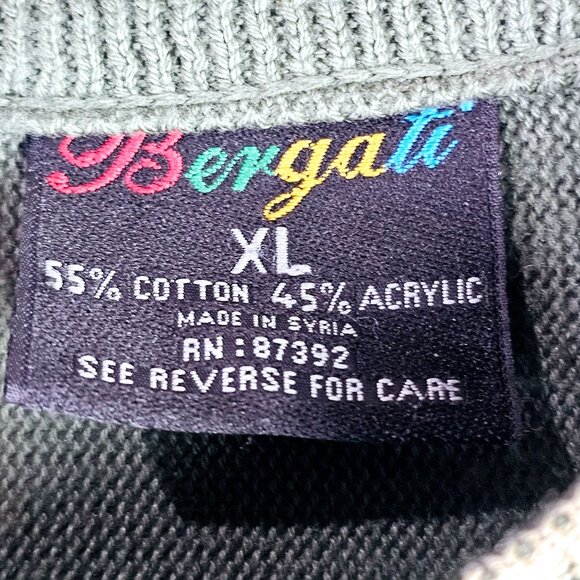 Bergati
XL
55% COTTON 45% ACRYLIC
MADE IN SYRIA
RN : 87392
SEE REVERSE FOR CARE